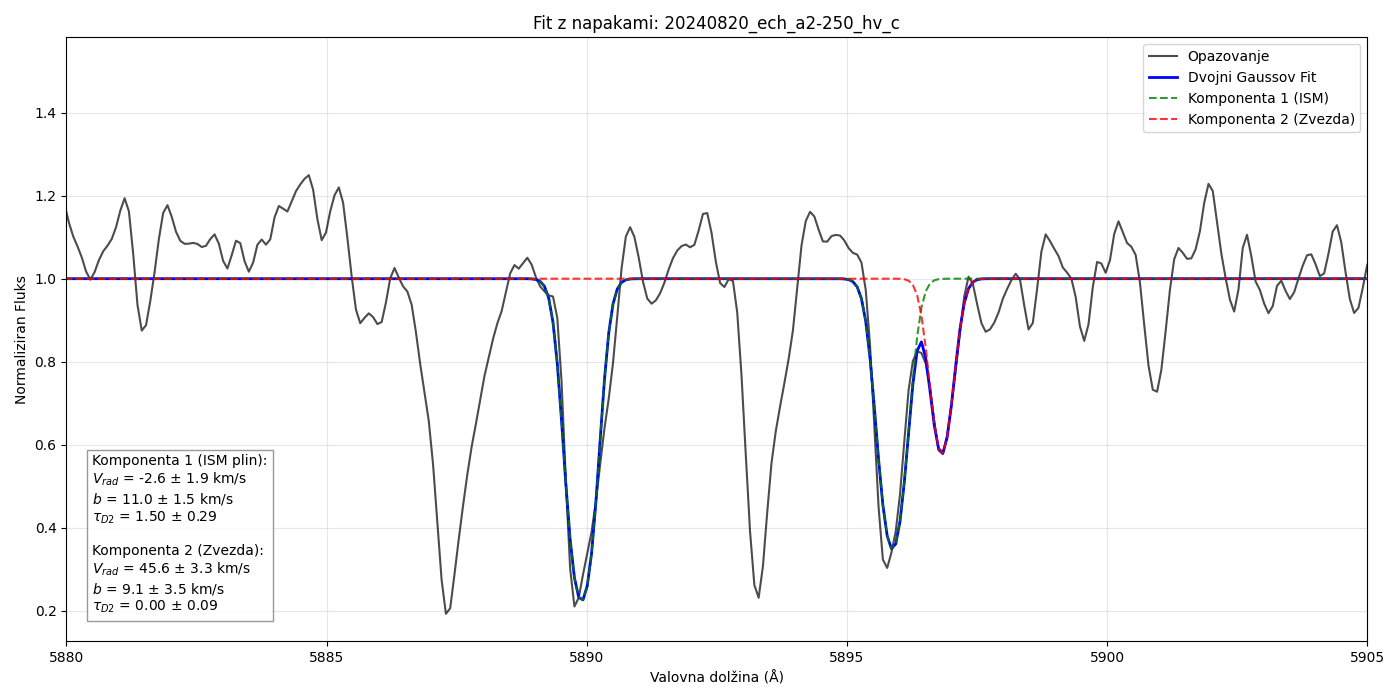 Fit z napakami: 20240820_ech_a2-250_hv_c
Normaliziran Fluks
1.4
1.2
1.0
0.8
0.6
0.4
0.2
Opazovanje
Dvojni Gaussov Fit
Komponenta 1 (ISM)
Komponenta 2 (Zvezda)
Komponenta 1 (ISM plin):
V_rad = -2.6 ± 1.9 km/s
b = 11.0 ± 1.5 km/s
τ_D2 = 1.50 ± 0.29
Komponenta 2 (Zvezda):
V_rad = 45.6 ± 3.3 km/s
b = 9.1 ± 3.5 km/s
τ_D2 = 0.00 ± 0.09
5880 5885 5890 5895 5900 5905
Valovna dolžina (Å)